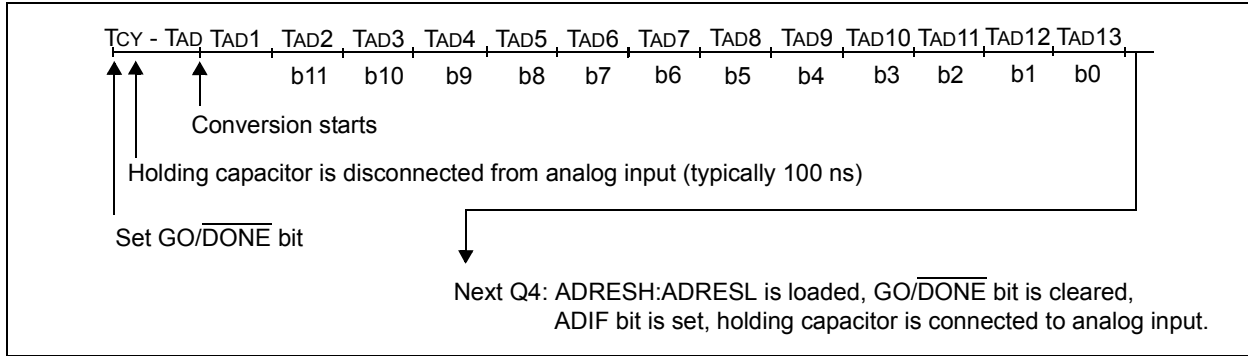 TCY - TAD TAD1 TAD2 TAD3 TAD4 TAD5 TAD6 TAD7 TAD8 TAD9 TAD10 TAD11 TAD12 TAD13
b11 b10 b9 b8 b7 b6 b5 b4 b3 b2 b1 b0
Conversion starts
Holding capacitor is disconnected from analog input (typically 100 ns)
Set GO/D̅O̅N̅E̅ bit
Next Q4: ADRESH:ADRESL is loaded, GO/D̅O̅N̅E̅ bit is cleared,
ADIF bit is set, holding capacitor is connected to analog input.